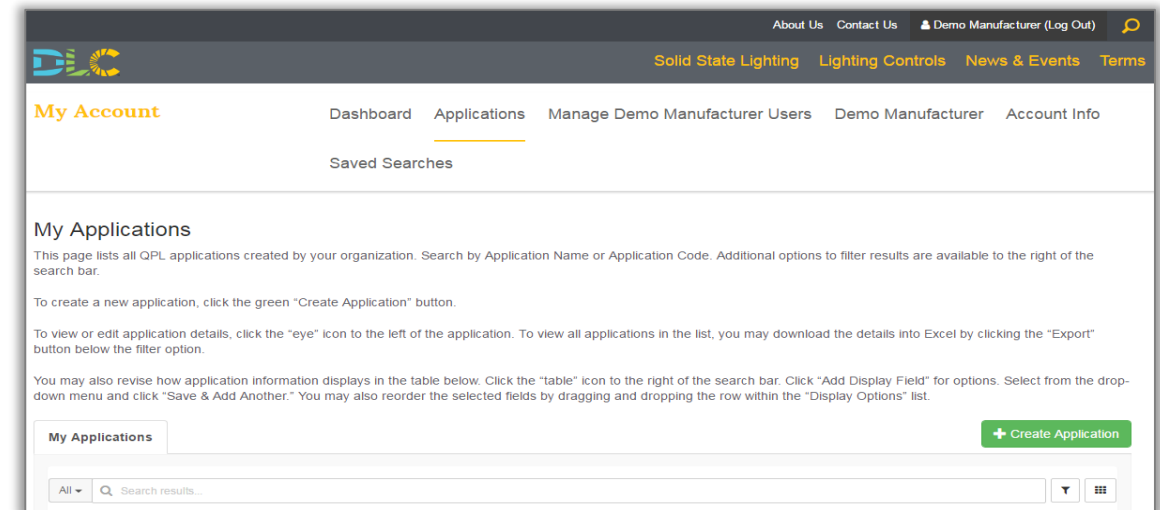 About Us Contact Us Demo Manufacturer (Log Out)
DLC
Solid State Lighting Lighting Controls News & Events Terms
My Account
Dashboard Applications Manage Demo Manufacturer Users Demo Manufacturer Account Info
Saved Searches
My Applications
This page lists all QPL applications created by your organization. Search by Application Name or Application Code. Additional options to filter results are available to the right of the
search bar.
To create a new application, click the green “Create Application” button.
To view or edit application details, click the “eye” icon to the left of the application. To view all applications in the list, you may download the details into Excel by clicking the “Export”
button below the filter option.
You may also revise how application information displays in the table below. Click the “table” icon to the right of the search bar. Click “Add Display Field” for options. Select from the drop-
down menu and click “Save & Add Another.” You may also reorder the selected fields by dragging and dropping the row within the “Display Options” list.
My Applications
+ Create Application
All Search results...